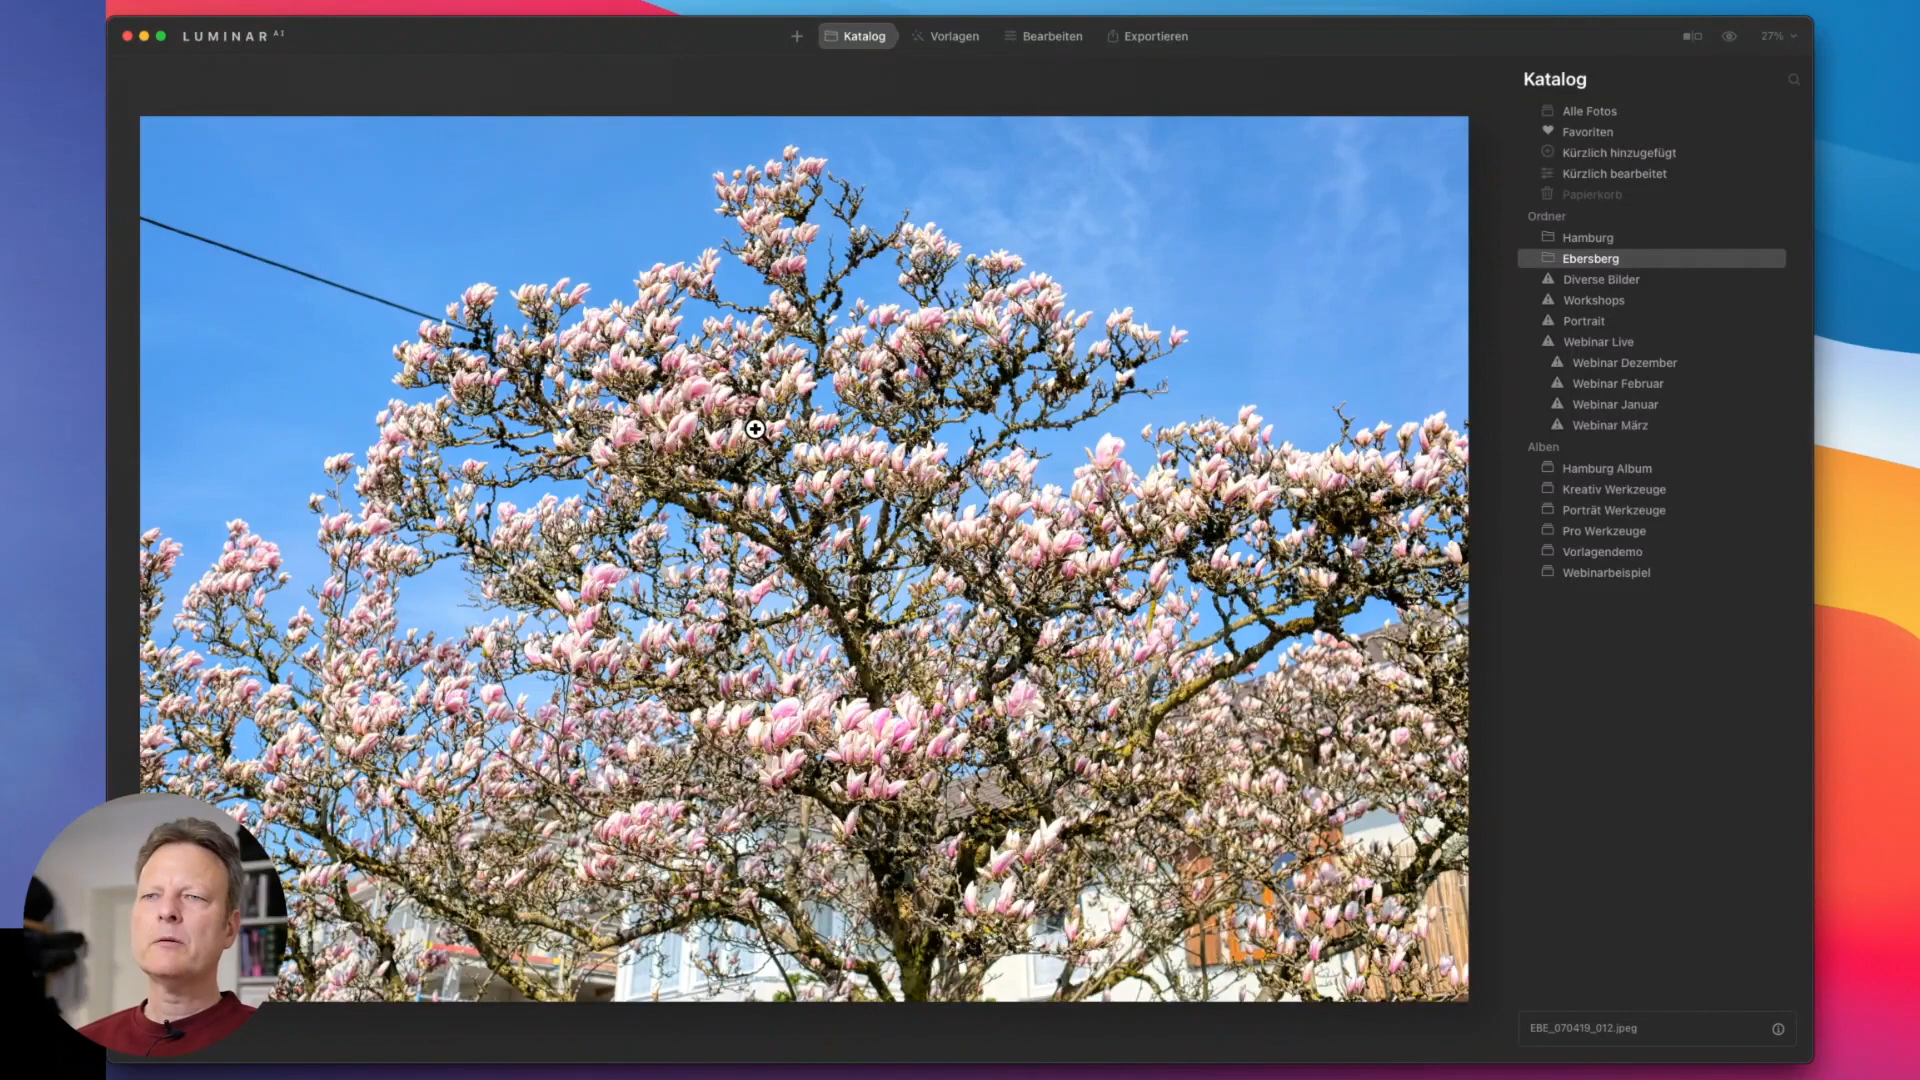 LUMINAR AI
Katalog
Vorlagen
Bearbeiten
Exportieren
27%
Katalog
Alle Fotos
Favoriten
Kürzlich hinzugefügt
Kürzlich bearbeitet
Papierkorb
Ordner
Hamburg
Ebersberg
Diverse Bilder
Workshops
Portrait
Webinar Live
Webinar Dezember
Webinar Februar
Webinar Januar
Webinar März
Alben
Hamburg Album
Kreativ Werkzeuge
Porträt Werkzeuge
Pro Werkzeuge
Vorlagendemo
Webinarbeispiel
EBE_070419_012.jpeg